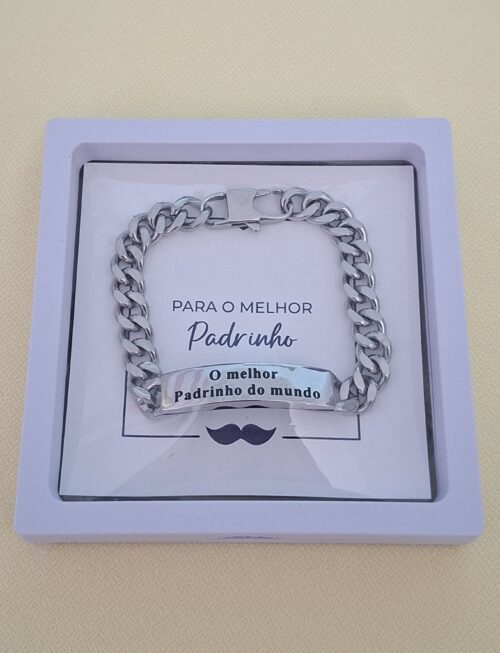 PARA O MELHOR
Padrinho
O melhor
Padrinho do mundo